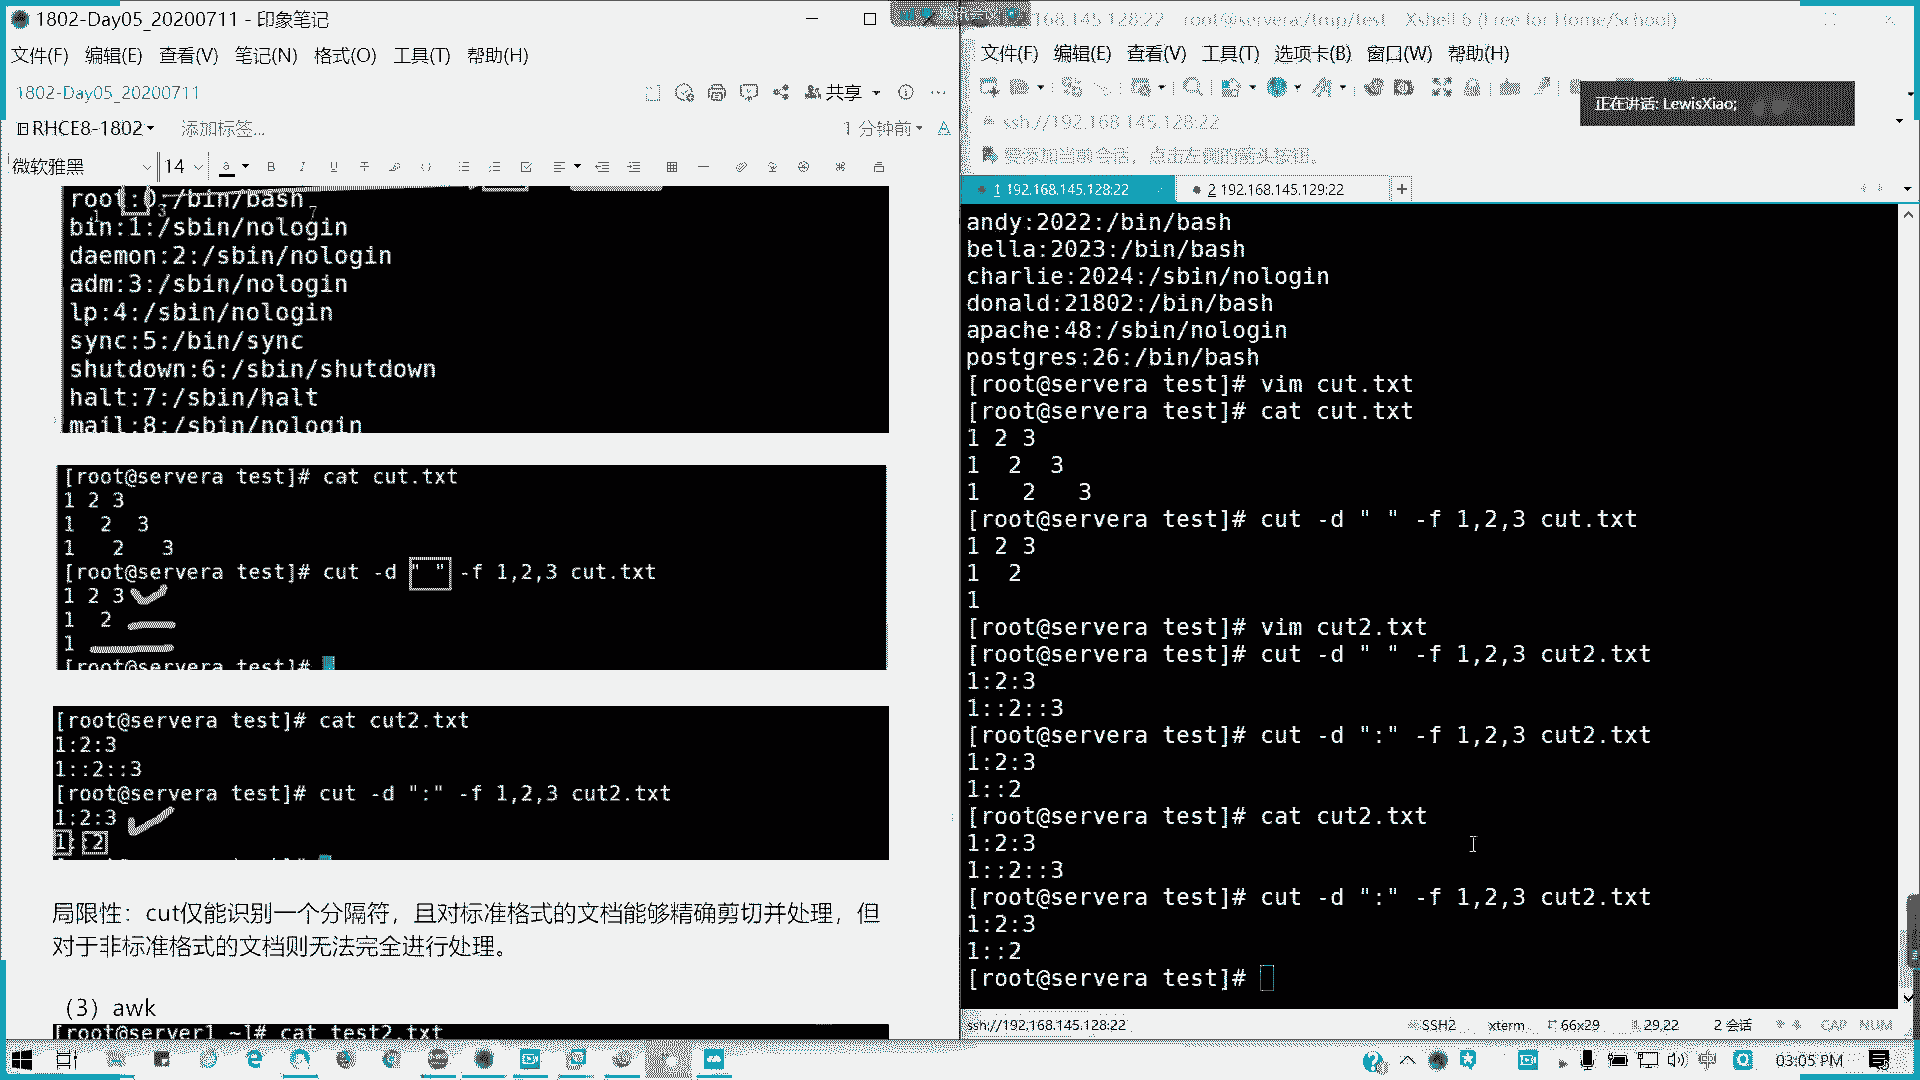 1802-Day05_20200711 - 印象笔记
文件(F) 编辑(E) 查看(V) 笔记(N) 格式(O) 工具(T) 帮助(H)
1802-Day05_20200711
共享
RHCE8-1802
添加标签...
1 分钟前
微软雅黑
14
root:0:/bin/bash
bin:1:/sbin/nologin
daemon:2:/sbin/nologin
adm:3:/sbin/nologin
lp:4:/sbin/nologin
sync:5:/bin/sync
shutdown:6:/sbin/shutdown
halt:7:/sbin/halt
mail:8:/sbin/nologin
[root@servera test]# cat cut.txt
1 2 3
1  2  3
1   2   3
[root@servera test]# cut -d " " -f 1,2,3 cut.txt
1 2 3
1  2
1
[root@servera test]#
[root@servera test]# cat cut2.txt
1:2:3
1::2::3
[root@servera test]# cut -d ":" -f 1,2,3 cut2.txt
1:2:3
1::2
局限性：cut仅能识别一个分隔符，且对标准格式的文档能够精确剪切并处理，但
对于非标准格式的文档则无法完全进行处理。
（3）awk
[root@server1 ~]# cat test2.txt
168.145.128:22 - root@servera:/tmp/test - Xshell 6 (Free for Home/School)
文件(F) 编辑(E) 查看(V) 工具(T) 选项卡(B) 窗口(W) 帮助(H)
正在讲话: LewisXiao;
ssh://192.168.145.128:22
要添加当前会话，点击左侧的箭头按钮。
1 192.168.145.128:22
2 192.168.145.129:22
andy:2022:/bin/bash
bella:2023:/bin/bash
charlie:2024:/sbin/nologin
donald:21802:/bin/bash
apache:48:/sbin/nologin
postgres:26:/bin/bash
[root@servera test]# vim cut.txt
[root@servera test]# cat cut.txt
1 2 3
1  2  3
1   2   3
[root@servera test]# cut -d " " -f 1,2,3 cut.txt
1 2 3
1  2
1
[root@servera test]# vim cut2.txt
[root@servera test]# cut -d " " -f 1,2,3 cut2.txt
1:2:3
1::2::3
[root@servera test]# cut -d ":" -f 1,2,3 cut2.txt
1:2:3
1::2
[root@servera test]# cat cut2.txt
1:2:3
1::2::3
[root@servera test]# cut -d ":" -f 1,2,3 cut2.txt
1:2:3
1::2
[root@servera test]#
ssh://192.168.145.128:22
SSH2 xterm 66x29 29,22 2 会话 CAP NUM
中 03:05 PM